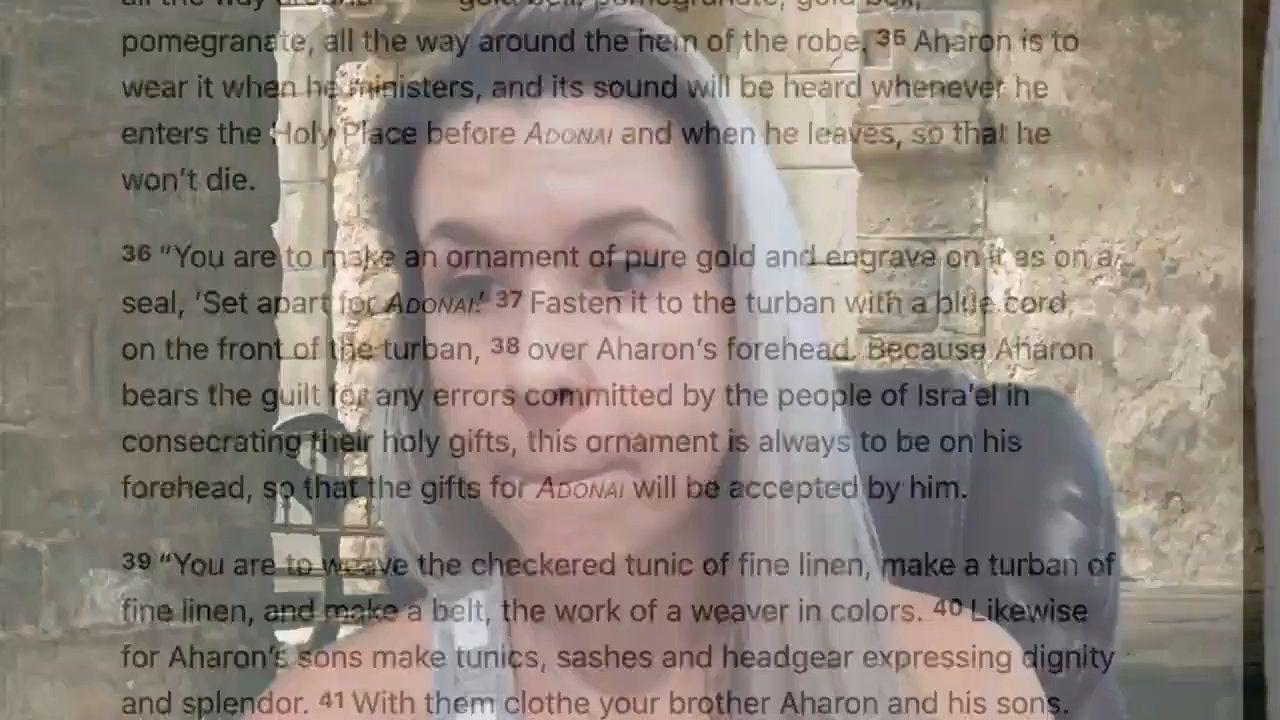 all the way around gold bell, pomegranate, gold bell,
pomegranate, all the way around the hem of the robe. 35 Aharon is to
wear it when he ministers, and its sound will be heard whenever he
enters the Holy Place before ADONAI and when he leaves, so that he
won't die.
36 "You are to make an ornament of pure gold and engrave on it as on a
seal, 'Set apart for ADONAI.' 37 Fasten it to the turban with a blue cord
on the front of the turban, 38 over Aharon's forehead. Because Aharon
bears the guilt for any errors committed by the people of Isra'el in
consecrating their holy gifts, this ornament is always to be on his
forehead, so that the gifts for ADONAI will be accepted by him.
39 "You are to weave the checkered tunic of fine linen, make a turban of
fine linen, and make a belt, the work of a weaver in colors. 40 Likewise
for Aharon's sons make tunics, sashes and headgear expressing dignity
and splendor. 41 With them clothe your brother Aharon and his sons.